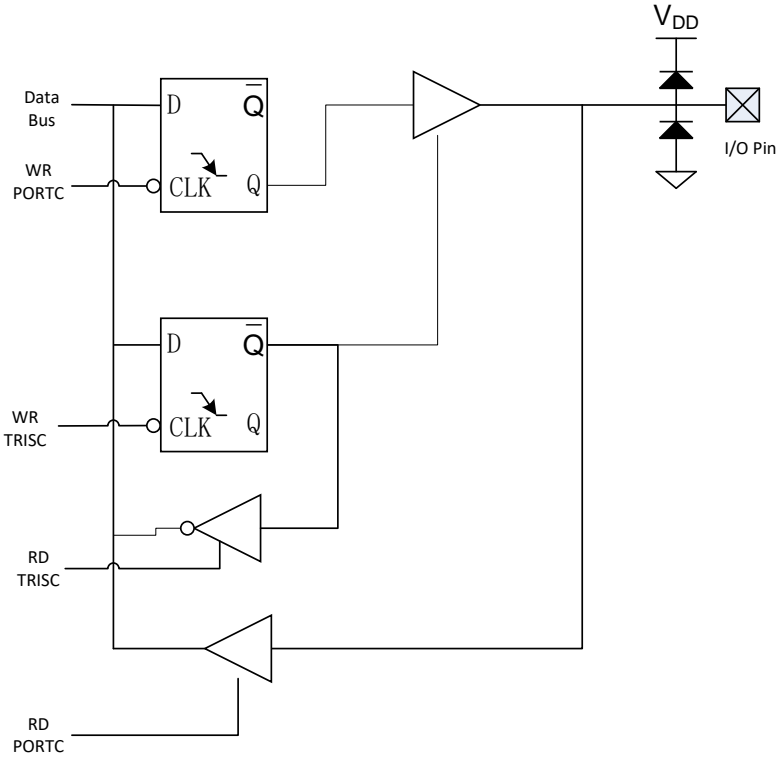 VDD
Data
Bus
D
Q
I/O Pin
WR
PORTC
CLK
Q
D
Q
WR
TRISC
CLK
Q
RD
TRISC
RD
PORTC